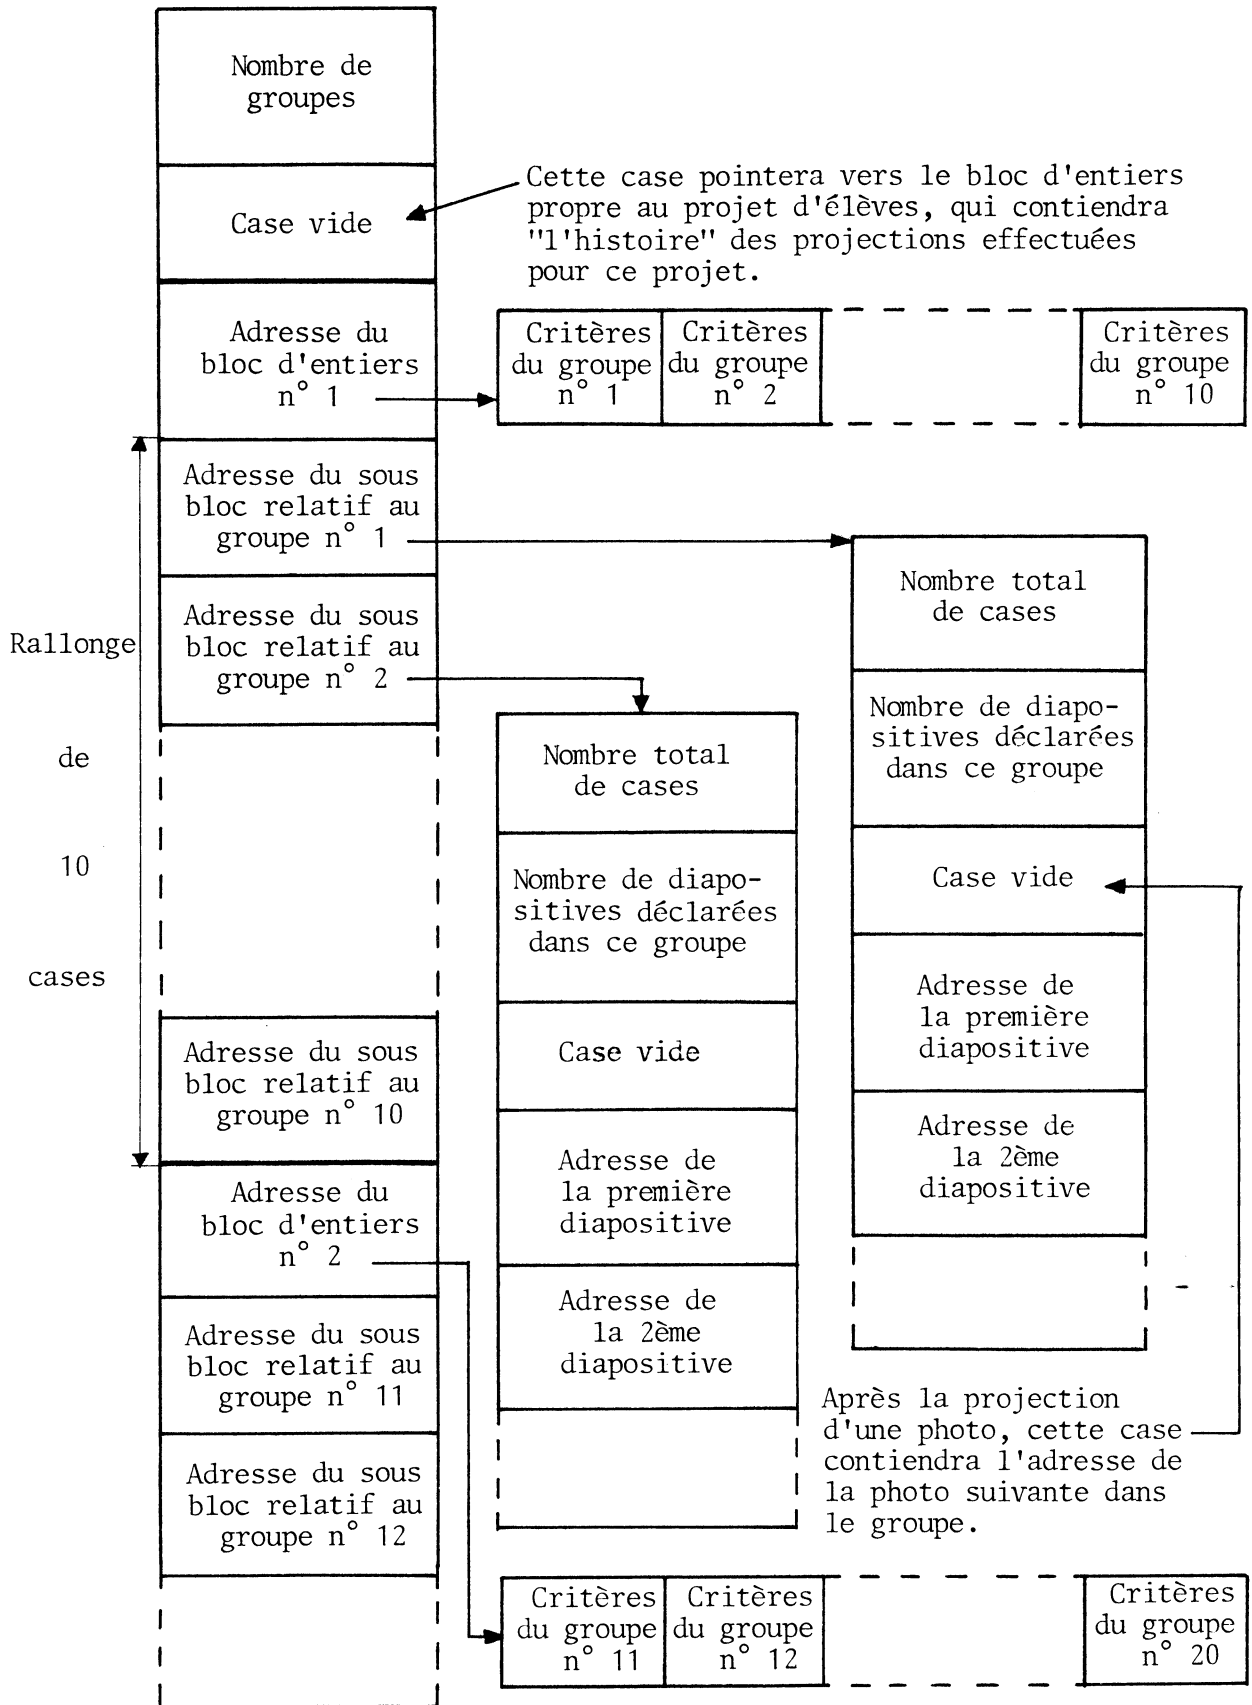 Nombre de
groupes
Case vide
Cette case pointera vers le bloc d'entiers
propre au projet d'élèves, qui contiendra
"l'histoire" des projections effectuées
pour ce projet.
Adresse du
bloc d'entiers
n° 1
Critères
du groupe
n° 1
Critères
du groupe
n° 2
Critères
du groupe
n° 10
Adresse du sous
bloc relatif au
groupe n° 1
Adresse du sous
bloc relatif au
groupe n° 2
Rallonge
de
10
cases
Nombre total
de cases
Nombre de diapo-
sitives déclarées
dans ce groupe
Case vide
Adresse de
la première
diapositive
Adresse de
la 2ème
diapositive
Nombre total
de cases
Nombre de diapo-
sitives déclarées
dans ce groupe
Case vide
Adresse de
la première
diapositive
Adresse de
la 2ème
diapositive
Adresse du sous
bloc relatif au
groupe n° 10
Adresse du
bloc d'entiers
n° 2
Adresse du sous
bloc relatif au
groupe n° 11
Adresse du sous
bloc relatif au
groupe n° 12
Après la projection
d'une photo, cette case
contiendra l'adresse de
la photo suivante dans
le groupe.
Critères
du groupe
n° 11
Critères
du groupe
n° 12
Critères
du groupe
n° 20